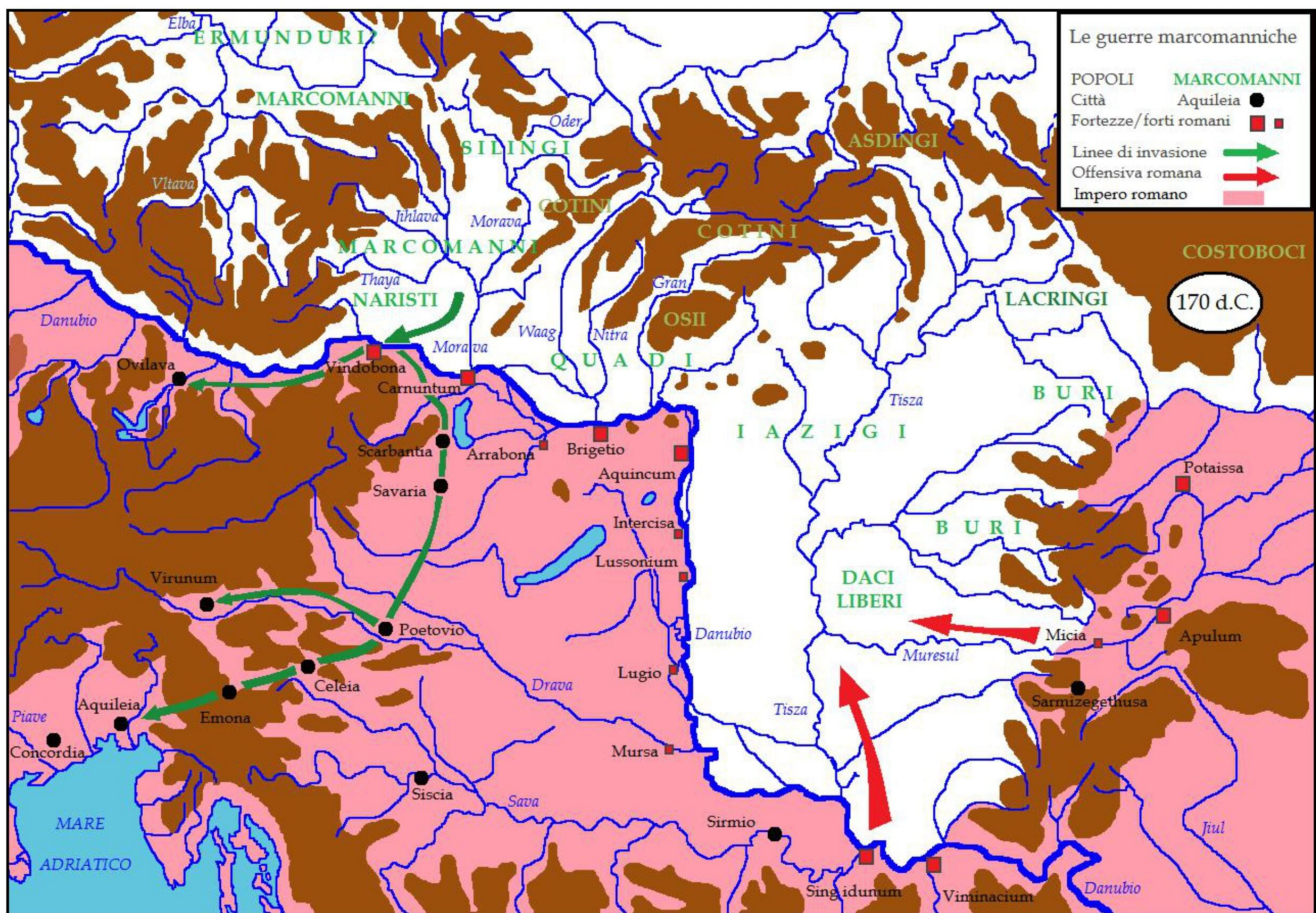 Le guerre marcomanniche
POPOLI MARCOMANNI
Città Aquileia
Fortezze/forti romani
Linee di invasione
Offensiva romana
Impero romano
170 d.C.
Elba
ERMUNDURI?
MARCOMANNI
Oder
SILINGI
ASDINGI
Vltava
COTINI
Jihlava
Morava
MARCOMANNI
COTINI
COSTOBOCI
Thaya
Gran
NARISTI
LACRINGI
Danubio
Waag
Nitra
OSII
Morava
QUADI
Vindobona
Ovilava
Carnuntum
Tisza
BURI
IAZIGI
Scarbantia
Arrabona
Brigetio
Aquincum
Potaissa
Savaria
Intercisa
BURI
Lussonium
Virunum
DACI
LIBERI
Poetovio
Danubio
Micia
Apulum
Muresul
Celeia
Lugio
Drava
Emona
Sarmizegethusa
Aquileia
Piave
Tisza
Concordia
Mursa
Siscia
Sava
MARE
ADRIATICO
Sirmio
Jiul
Sing idunum
Viminacium
Danubio